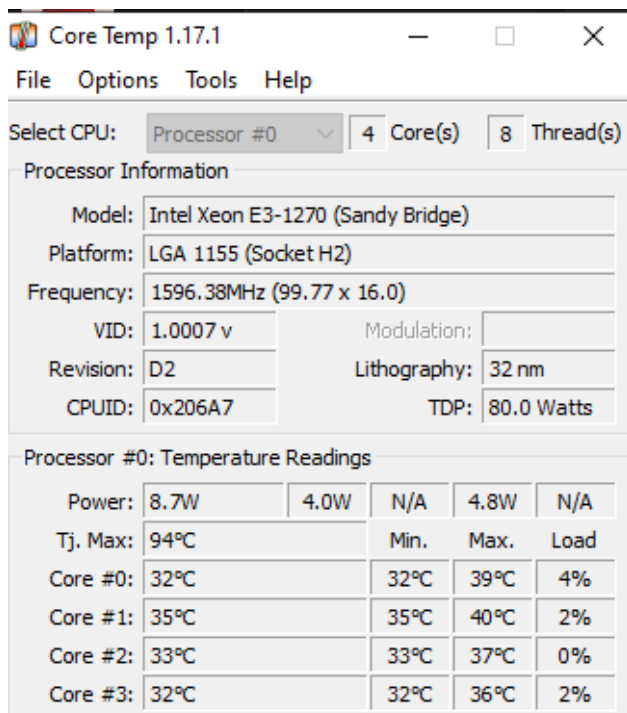 Core Temp 1.17.1
File Options Tools Help
Select CPU: Processor #0 4 Core(s) 8 Thread(s)
Processor Information
Model: Intel Xeon E3-1270 (Sandy Bridge)
Platform: LGA 1155 (Socket H2)
Frequency: 1596.38MHz (99.77 x 16.0)
VID: 1.0007 v Modulation:
Revision: D2 Lithography: 32 nm
CPUID: 0x206A7 TDP: 80.0 Watts
Processor #0: Temperature Readings
Power: 8.7W 4.0W N/A 4.8W N/A
Tj. Max: 94°C Min. Max. Load
Core #0: 32°C 32°C 39°C 4%
Core #1: 35°C 35°C 40°C 2%
Core #2: 33°C 33°C 37°C 0%
Core #3: 32°C 32°C 36°C 2%